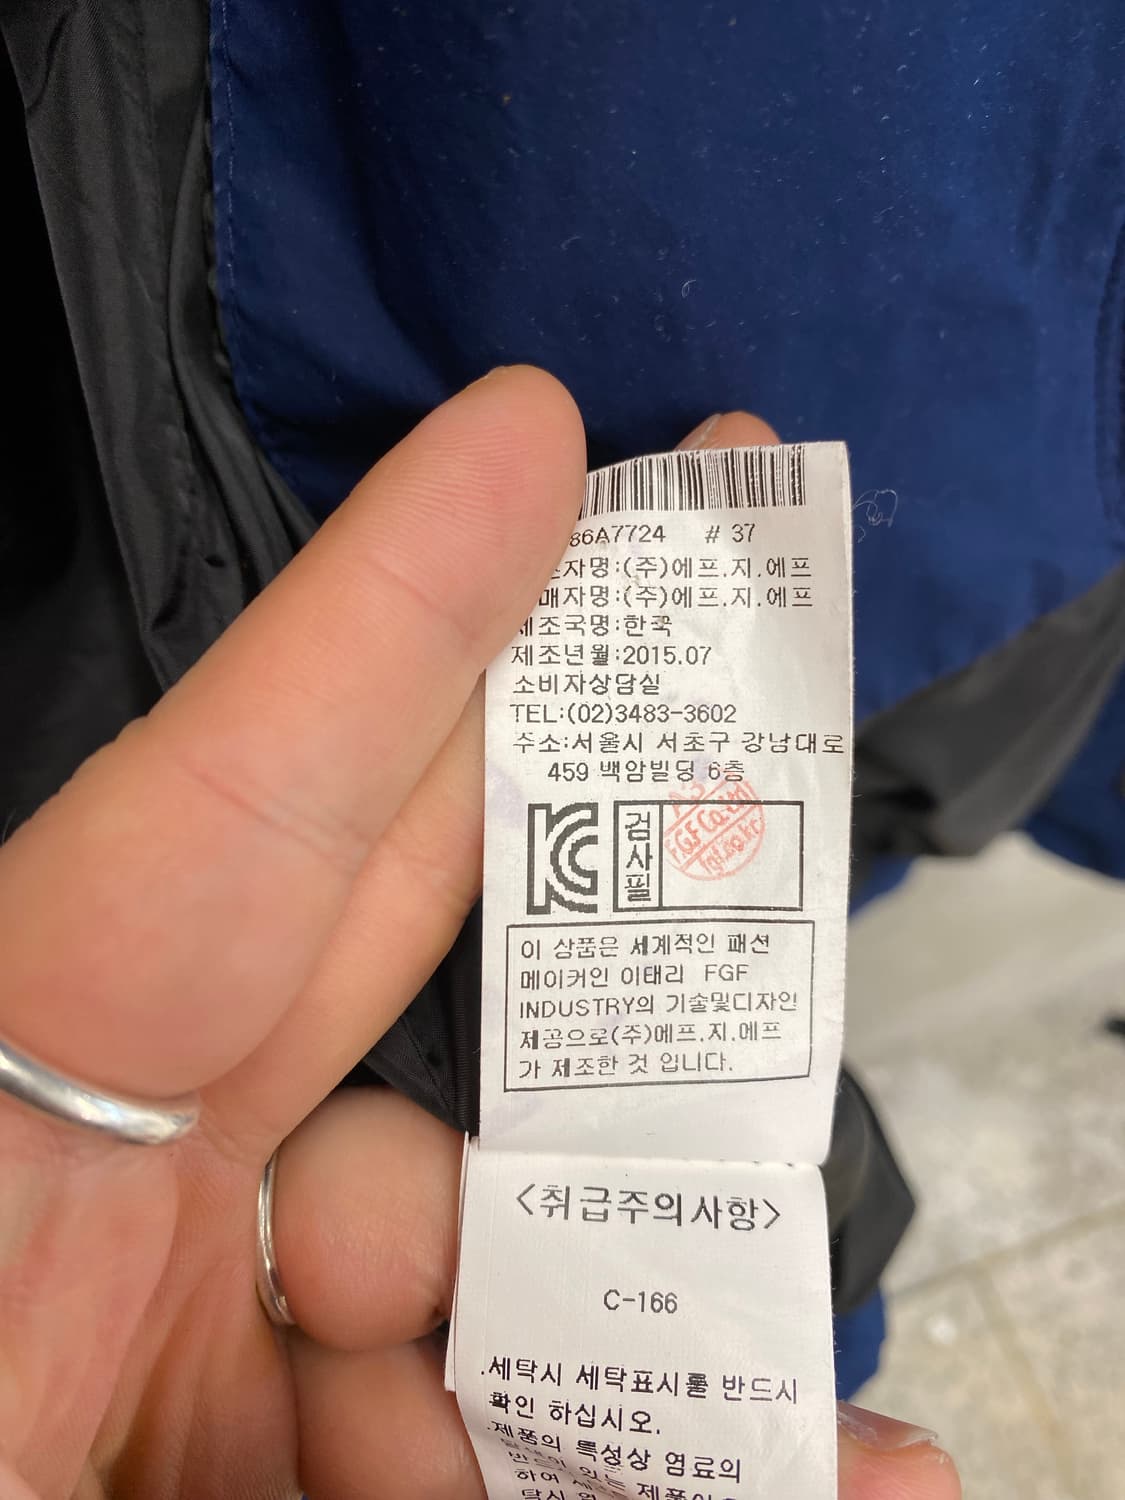 86A7724 # 37
자명:(주)에프.지.에프
매자명:(주)에프.지.에프
제조국명:한국
제조년월:2015.07
소비자상담실
TEL:(02)3483-3602
주소:서울시 서초구 강남대로
459 백암빌딩 6층
KC
검사필
FGF Co.,Ltd
이 상품은 세계적인 패션
메이커인 이태리 FGF
INDUSTRY의 기술및디자인
제공으로(주)에프.지.에프
가 제조한 것 입니다.
<취급주의사항>
C-166
.세탁시 세탁표시를 반드시
확인 하십시오.
.제품의 특성상 염료의
하여